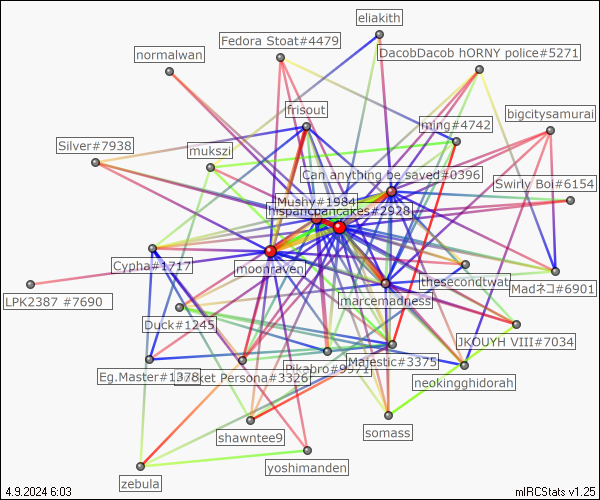 eliakith
Fedora Stoat#4479
DacobDacob hORNY police#5271
normalwan
frisout
bigcitysamurai
ming#4742
Silver#7938
mukszi
Can anything be saved#0396
Swirly Boi#6154
Mushy#1984
hispanicpancakes#2928
Cypha#1717
moonraven
thesecondtwat
Madネコ#6901
LPK2387 #7690
marcemadness
Duck#1245
JKOUYH VIII#7034
Majestic#3375
Eg.Master#1378
Persona#3326
neokingghidorah
shawntee9
somass
yoshimanden
zebula
4.9.2024 6:03
mIRCStats v1.25